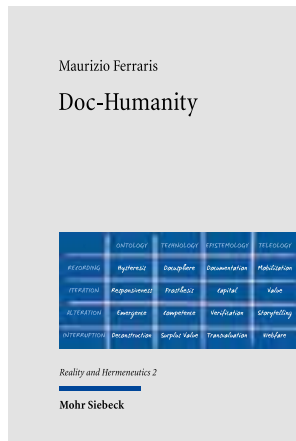 Maurizio Ferraris
Doc-Humanity
ONTOLOGY TECHNOLOGY EPISTEMOLOGY TELEOLOGY
RECORDING Hysteresis Docusphere Documentation Mobilization
ITERATION Responsiveness Prosthesis Capital Value
ALTERATION Emergence Competence Verification Storytelling
INTERRUPTION Deconstruction Surplus Value Transvaluation Webfare
Reality and Hermeneutics 2
Mohr Siebeck